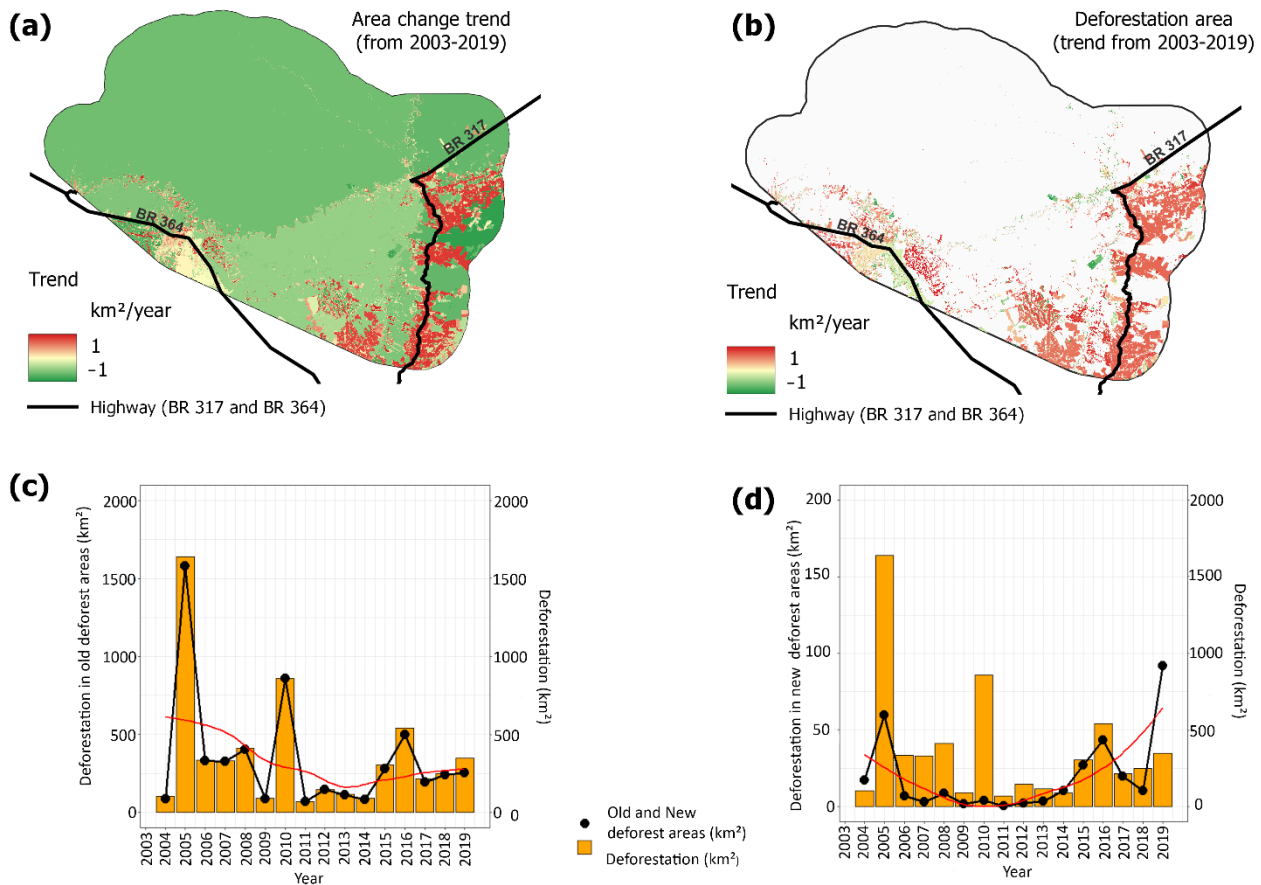 (a)
Area change trend
(from 2003-2019)
BR 317
BR 364
Trend
km²/year
1
-1
Highway (BR 317 and BR 364)
(b)
Deforestation area
(trend from 2003-2019)
BR 317
BR 364
Trend
km²/year
1
-1
Highway (BR 317 and BR 364)
(c)
Deforestation in old deforest areas (km²)
2000
1500
1000
500
0
2000
1500
1000
500
0
Deforestation (km²)
2003 2004 2005 2006 2007 2008 2009 2010 2011 2012 2013 2014 2015 2016 2017 2018 2019
Year
Old and New
deforest areas (km²)
Deforestation (km²)
(d)
Deforestation in new deforest areas (km²)
200
150
100
50
0
2000
1500
1000
500
0
Deforestation (km²)
2003 2004 2005 2006 2007 2008 2009 2010 2011 2012 2013 2014 2015 2016 2017 2018 2019
Year